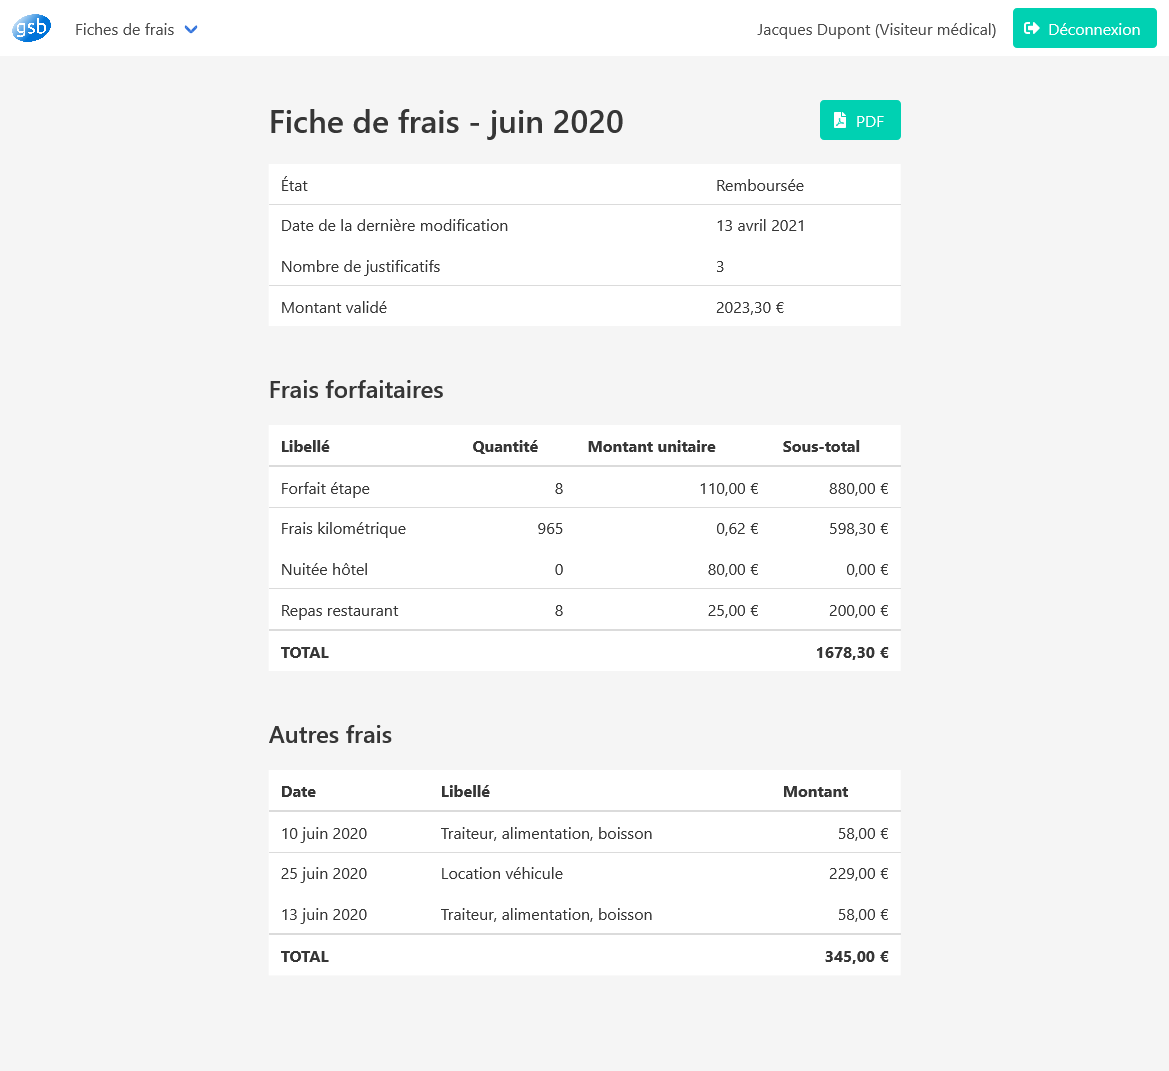 gsb Fiches de frais Jacques Dupont (Visiteur médical) Déconnexion
Fiche de frais - juin 2020 PDF
État Remboursée
Date de la dernière modification 13 avril 2021
Nombre de justificatifs 3
Montant validé 2023,30 €
Frais forfaitaires
Libellé Quantité Montant unitaire Sous-total
Forfait étape 8 110,00 € 880,00 €
Frais kilométrique 965 0,62 € 598,30 €
Nuitée hôtel 0 80,00 € 0,00 €
Repas restaurant 8 25,00 € 200,00 €
TOTAL 1678,30 €
Autres frais
Date Libellé Montant
10 juin 2020 Traiteur, alimentation, boisson 58,00 €
25 juin 2020 Location véhicule 229,00 €
13 juin 2020 Traiteur, alimentation, boisson 58,00 €
TOTAL 345,00 €